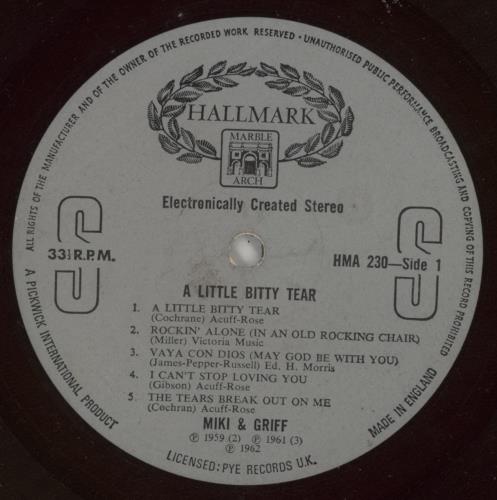 ALL RIGHTS OF THE MANUFACTURER AND OF THE OWNER OF THE RECORDED WORK RESERVED · UNAUTHORISED PUBLIC PERFORMANCE BROADCASTING AND COPYING OF THIS RECORD PROHIBITED
HALLMARK
MARBLE
ARCH
Electronically Created Stereo
33⅓ R.P.M.
HMA 230—Side 1
A LITTLE BITTY TEAR
1. A LITTLE BITTY TEAR
(Cochrane) Acuff-Rose
2. ROCKIN' ALONE (IN AN OLD ROCKING CHAIR)
(Miller) Victoria Music
3. VAYA CON DIOS (MAY GOD BE WITH YOU)
(James-Pepper-Russell) Ed. H. Morris
4. I CAN'T STOP LOVING YOU
(Gibson) Acuff-Rose
5. THE TEARS BREAK OUT ON ME
(Cochran) Acuff-Rose
MIKI & GRIFF
℗ 1959 (2) ℗ 1961 (3)
℗ 1962
A PICKWICK INTERNATIONAL PRODUCT
LICENSED: PYE RECORDS U.K.
MADE IN ENGLAND